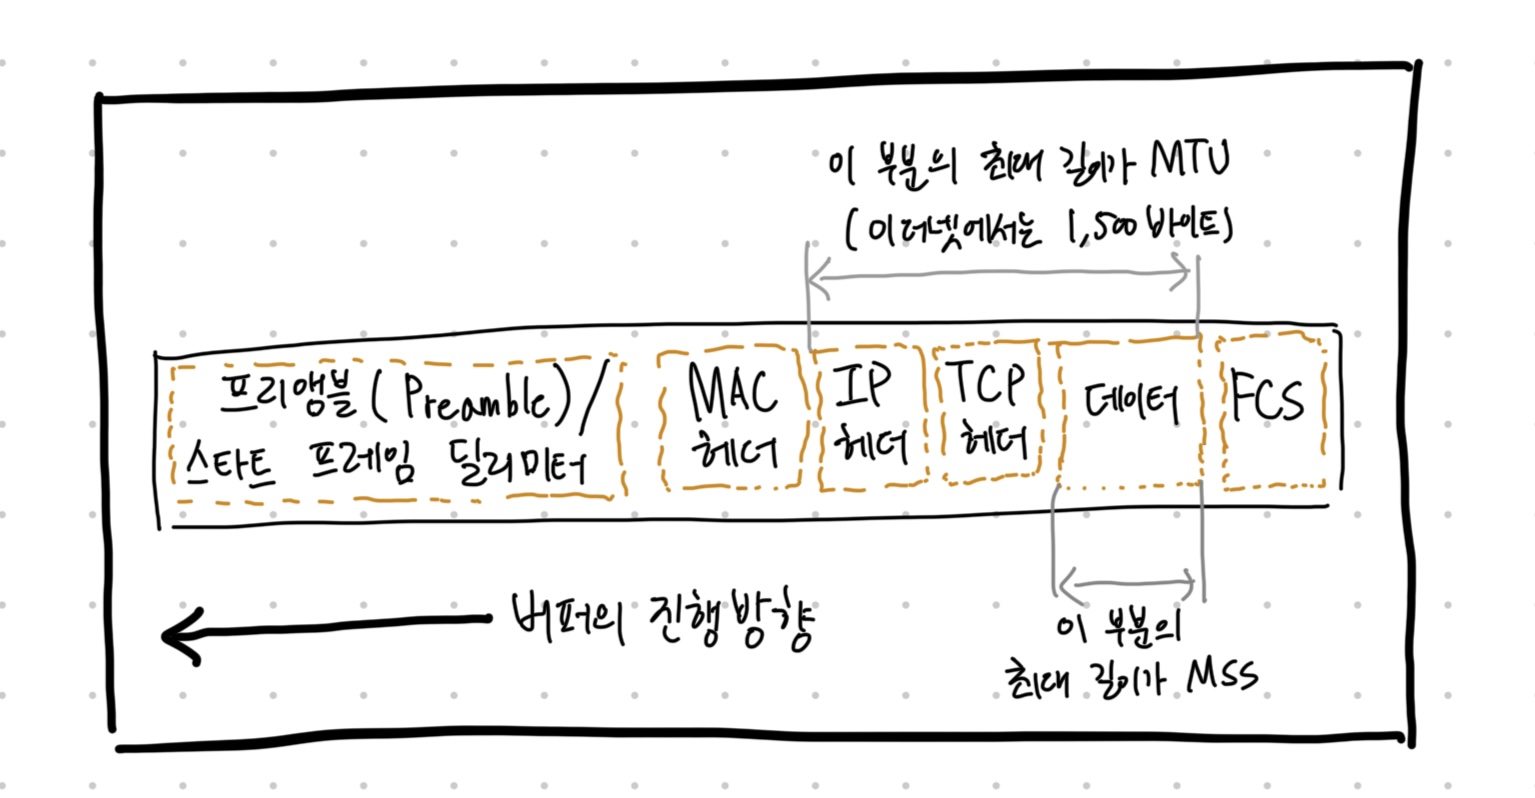 이 부분의 최대 길이가 MTU
(이더넷에서는 1,500바이트)
프리앰블(Preamble)/
스타트 프레임 딜리미터
MAC
헤더
IP
헤더
TCP
헤더
데이터
FCS
버퍼의 진행방향
이 부분의
최대 길이가 MSS